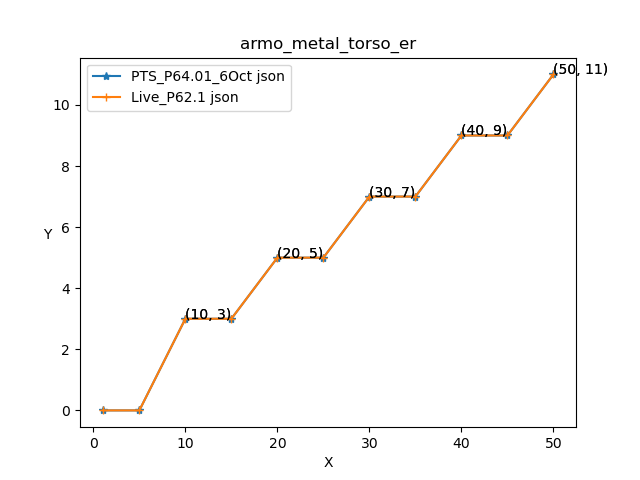 armo_metal_torso_er
PTS_P64.01_6Oct json
Live_P62.1 json
(50, 11)
(40, 9)
(30, 7)
(20, 5)
(10, 3)
Y
10
8
6
4
2
0
0 10 20 30 40 50
X